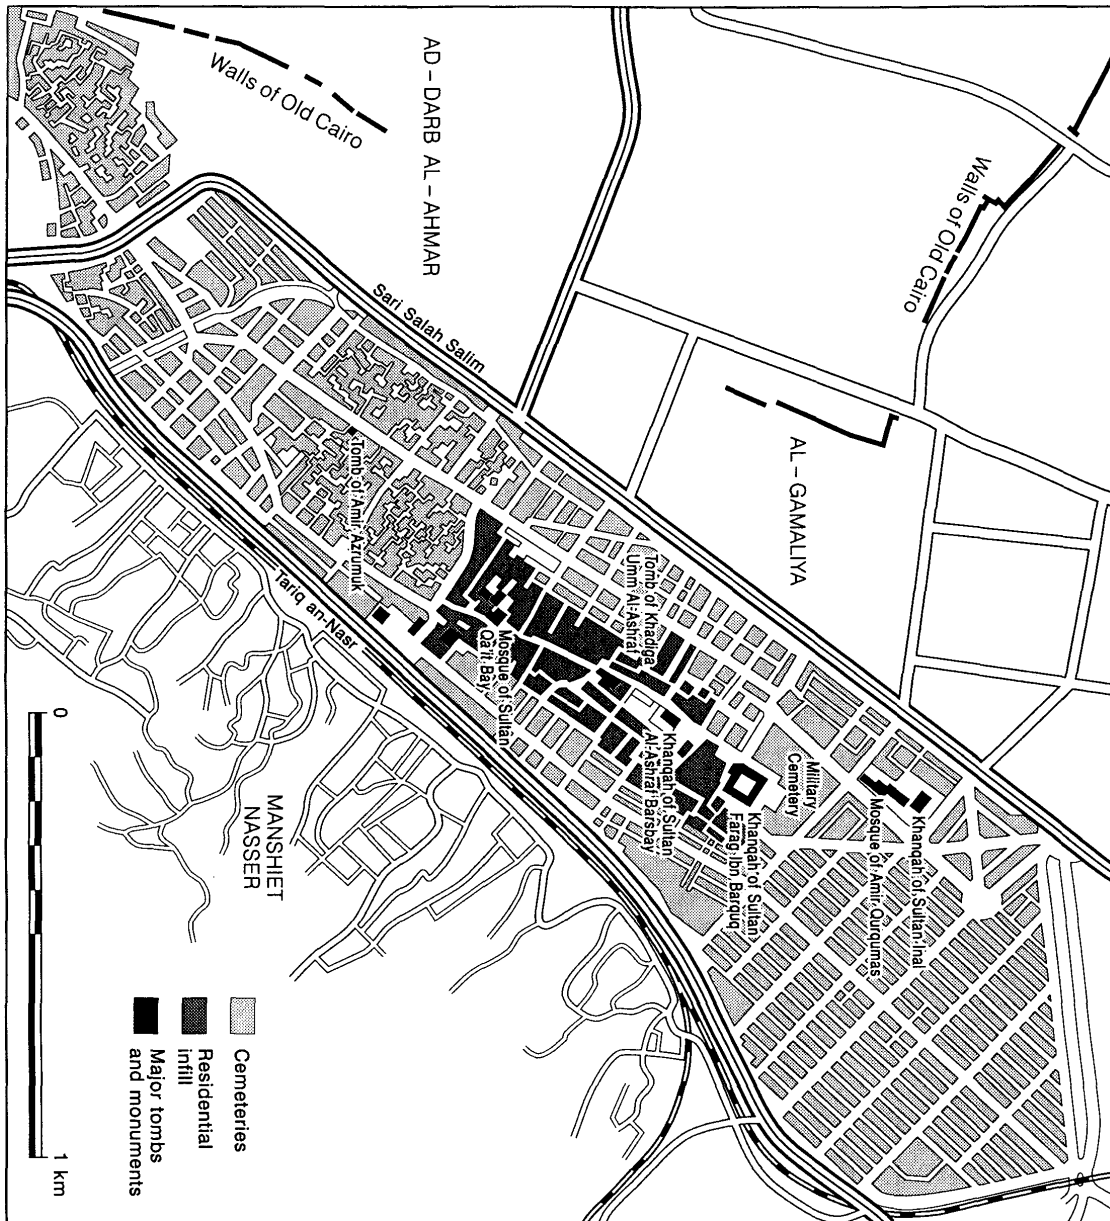 Walls of Old Cairo
AD-DARB AL-AHMAR
Walls of Old Cairo
AL-GAMALIYA
Sari Salah Salim
Tomb of Amir Azrumuk
Tariq an-Nasr
Tomb of Khadiga
Umm Al-Ashraf
Mosque of Sultân
Qâ'it Bay
Khanqah of Sultan
Al-Ashraf Barsbay
Military
Cemetery
Khanqah of Sultan
Farag Ibn Barquq
Khanqah of Sultan Inal
Mosque of Amir Qurqumas
MANSHIET
NASSER
0
1 km
Cemeteries
Residential
infill
Major tombs
and monuments